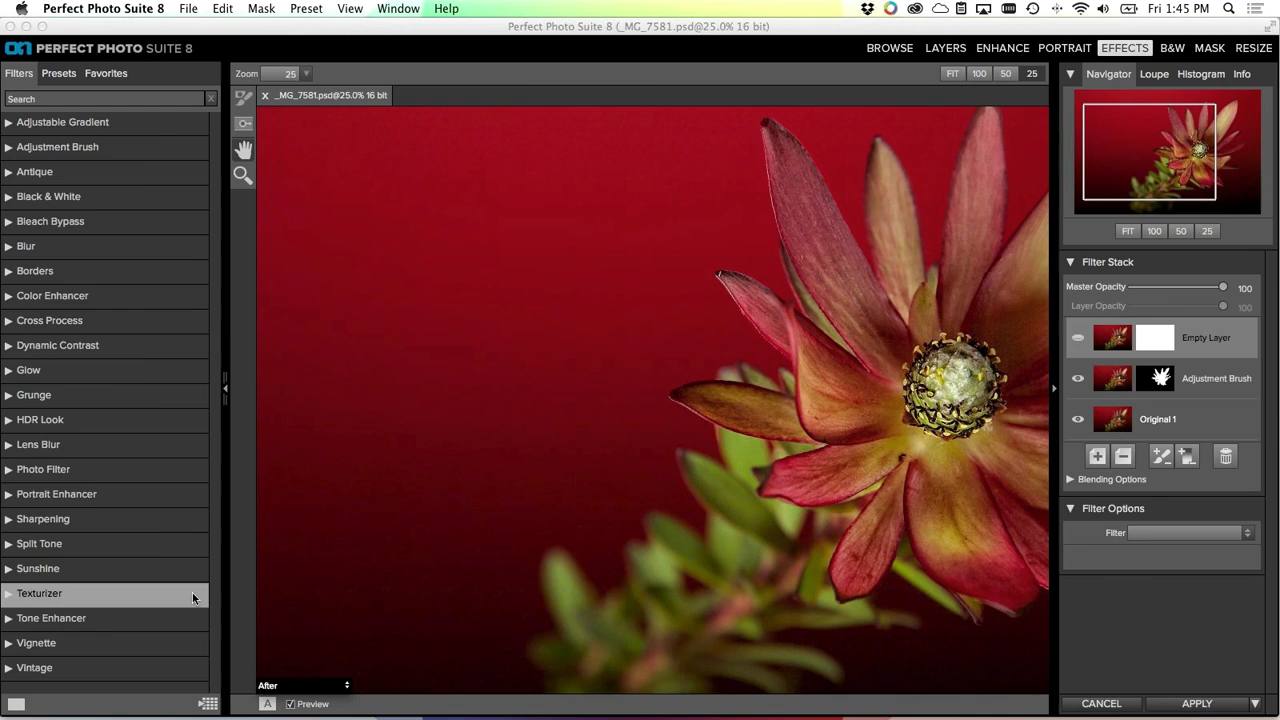 Perfect Photo Suite 8 File Edit Mask Preset View Window Help Fri 1:45 PM
Perfect Photo Suite 8 (_MG_7581.psd@25.0% 16 bit)
on PERFECT PHOTO SUITE 8 BROWSE LAYERS ENHANCE PORTRAIT EFFECTS B&W MASK RESIZE
Filters Presets Favorites
Search X
Adjustable Gradient
Adjustment Brush
Antique
Black & White
Bleach Bypass
Blur
Borders
Color Enhancer
Cross Process
Dynamic Contrast
Glow
Grunge
HDR Look
Lens Blur
Photo Filter
Portrait Enhancer
Sharpening
Split Tone
Sunshine
Texturizer
Tone Enhancer
Vignette
Vintage
Zoom 25 FIT 100 50 25
X _MG_7581.psd@25.0% 16 bit
After
A Preview
Navigator Loupe Histogram Info
FIT 100 50 25
Filter Stack
Master Opacity 100
Layer Opacity 100
Empty Layer
Adjustment Brush
Original 1
Blending Options
Filter Options
Filter
CANCEL APPLY